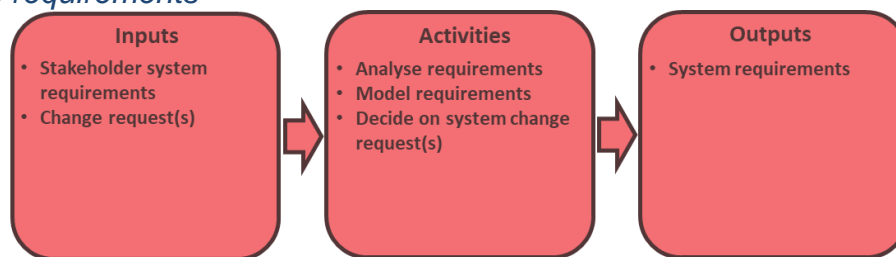 requirements
Inputs
• Stakeholder system
requirements
• Change request(s)
Activities
• Analyse requirements
• Model requirements
• Decide on system change
request(s)
Outputs
• System requirements